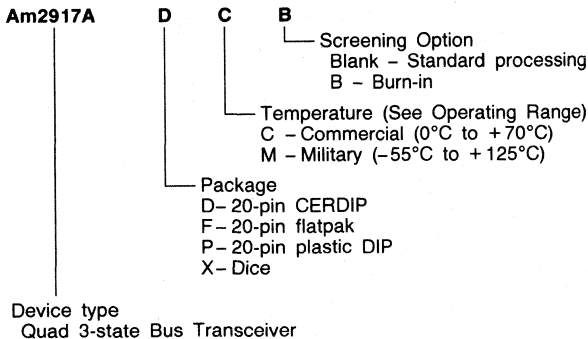 Am2917A D C B
Screening Option
Blank – Standard processing
B – Burn-in
Temperature (See Operating Range)
C – Commercial (0°C to +70°C)
M – Military (–55°C to +125°C)
Package
D – 20-pin CERDIP
F – 20-pin flatpak
P – 20-pin plastic DIP
X – Dice
Device type
Quad 3-state Bus Transceiver